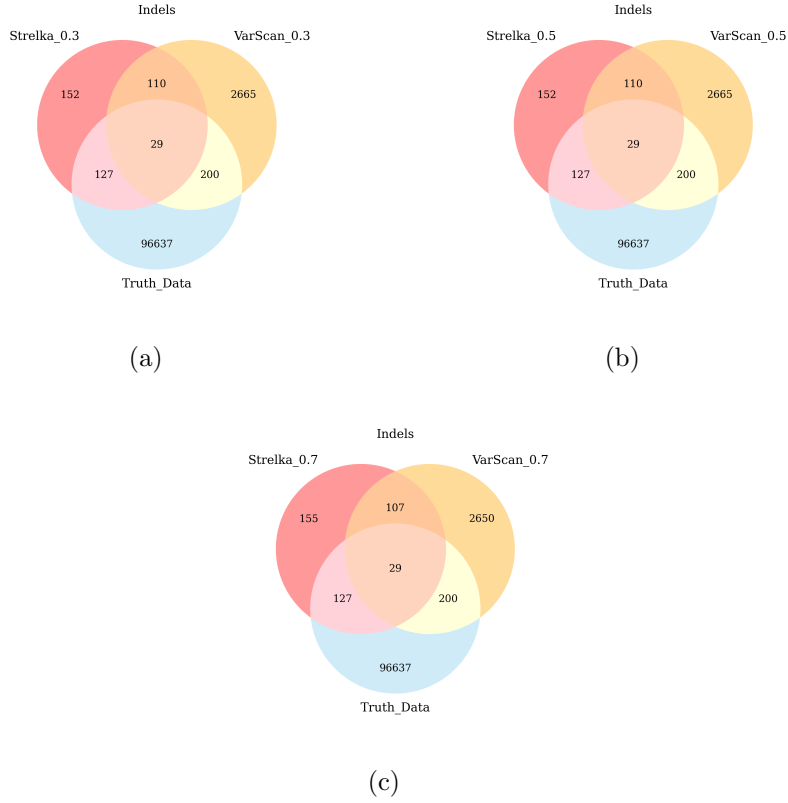 Indels
Strelka_0.3 VarScan_0.3
110
152 2665
29
127 200
96637
Truth_Data
(a)
Indels
Strelka_0.5 VarScan_0.5
110
152 2665
29
127 200
96637
Truth_Data
(b)
Indels
Strelka_0.7 VarScan_0.7
107
155 2650
29
127 200
96637
Truth_Data
(c)